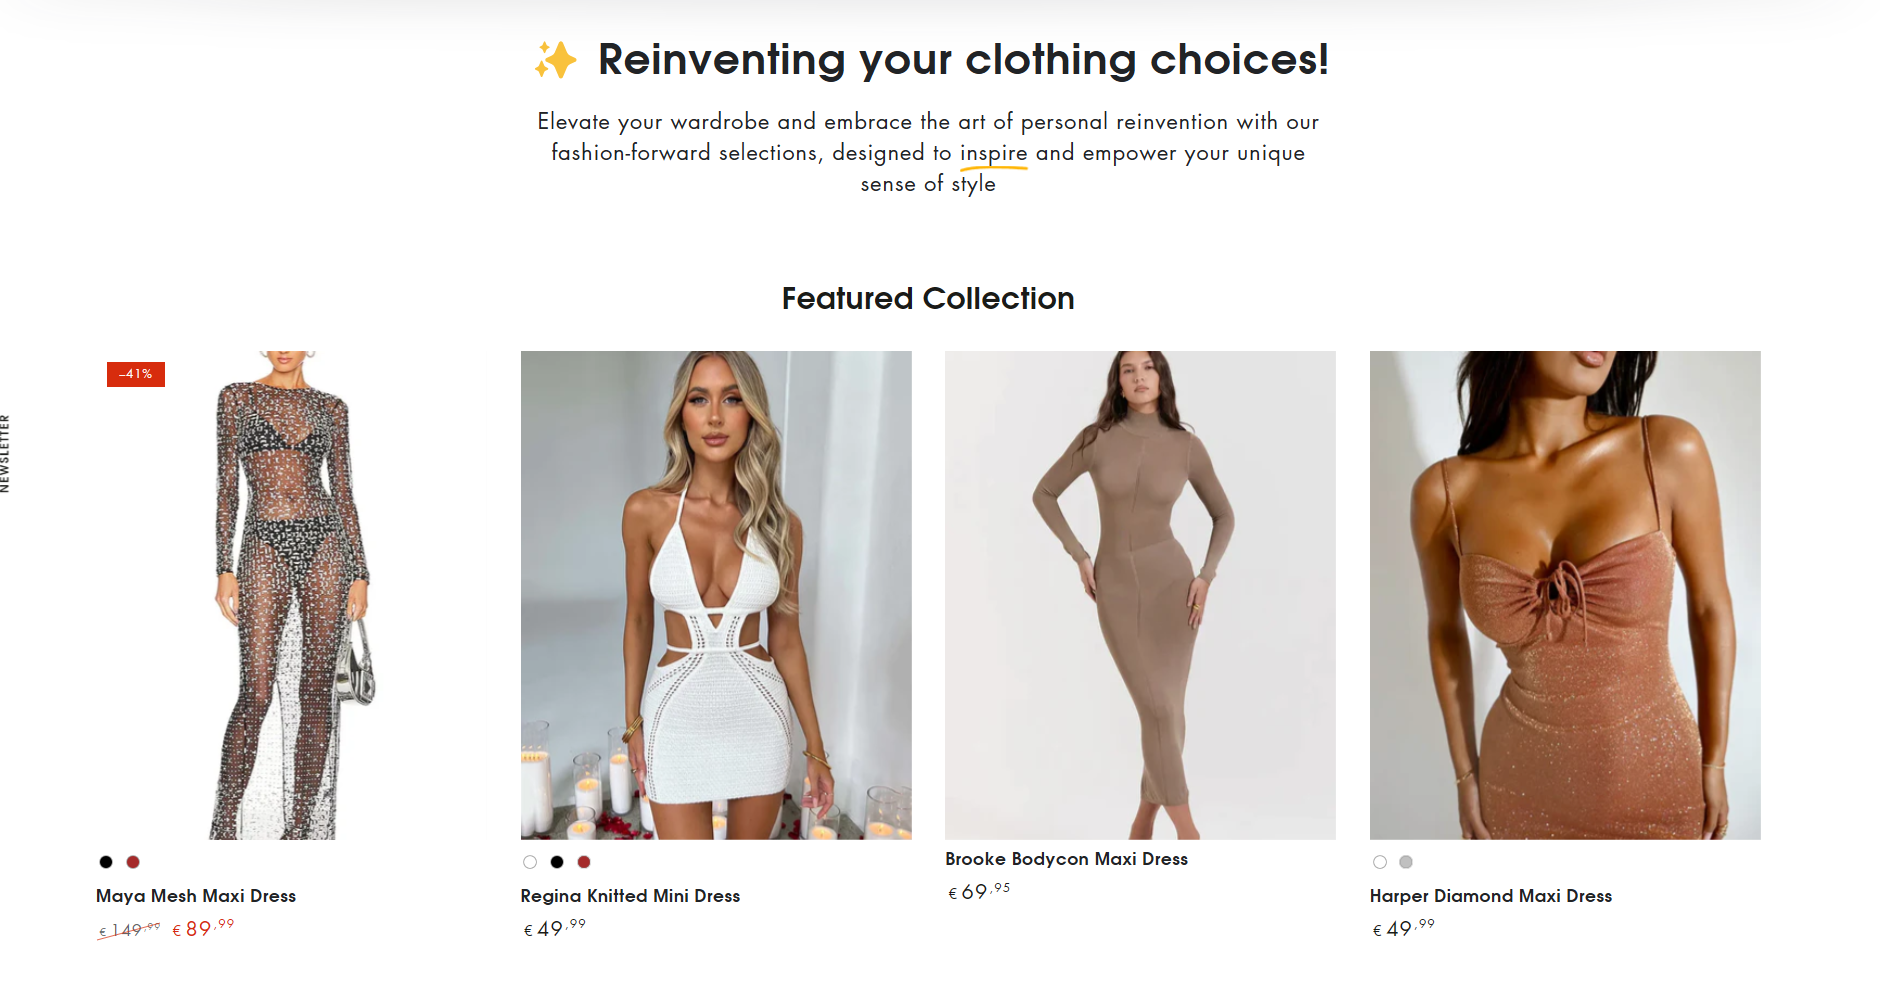 Reinventing your clothing choices!
Elevate your wardrobe and embrace the art of personal reinvention with our
fashion-forward selections, designed to inspire and empower your unique
sense of style
Featured Collection
–41%
NEWSLETTER
Maya Mesh Maxi Dress
€149,99 €89,99
Regina Knitted Mini Dress
€49,99
Brooke Bodycon Maxi Dress
€69,95
Harper Diamond Maxi Dress
€49,99